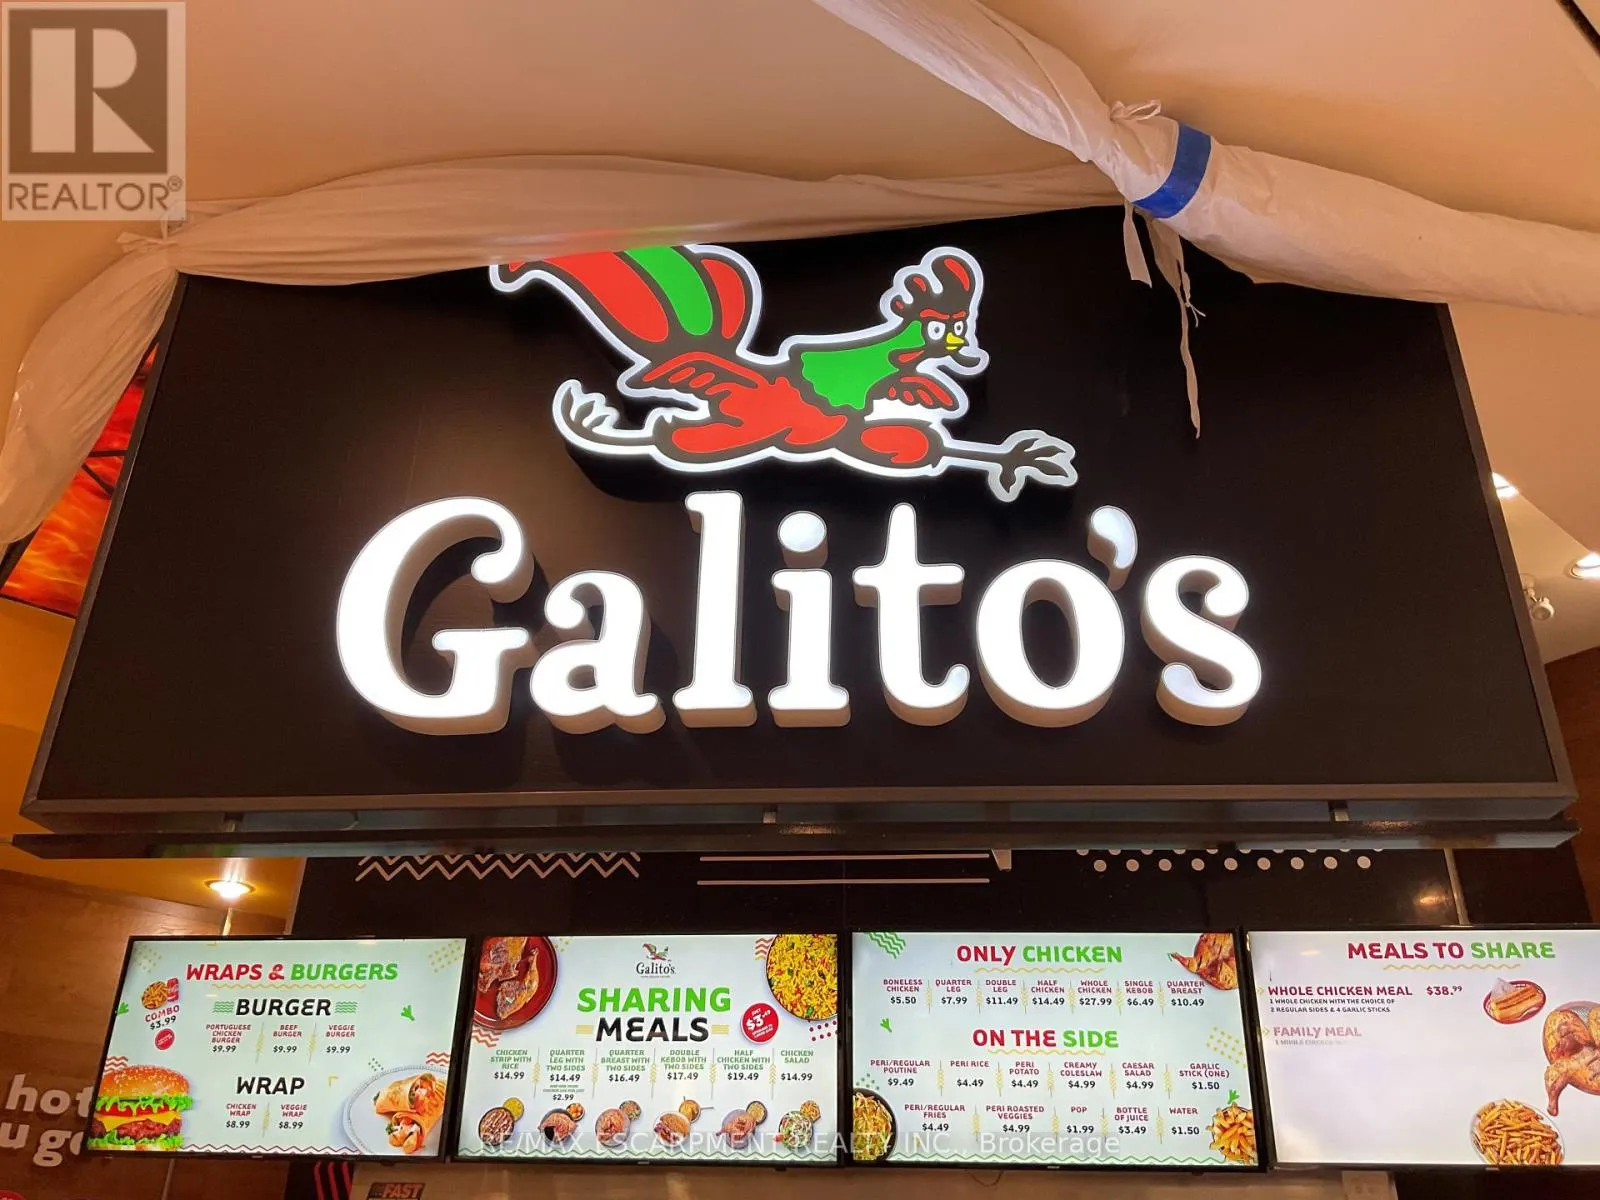 REALTOR®
Galito's
hot
u go
WRAPS & BURGERS
COMBO
$3.99
BURGER
PORTUGUESE CHICKEN BURGER
$9.99
BEEF BURGER
$9.99
VEGGIE BURGER
$9.99
WRAP
CHICKEN WRAP
$8.99
VEGGIE WRAP
$8.99
Galito's
SHARING
MEALS
$3.49
CHICKEN STRIP WITH RICE
$14.99
QUARTER LEG WITH TWO SIDES
$14.49
$2.99
QUARTER BREAST WITH TWO SIDES
$16.49
DOUBLE KEBOB WITH TWO SIDES
$17.49
HALF CHICKEN WITH TWO SIDES
$19.49
CHICKEN SALAD
$14.99
ONLY CHICKEN
BONELESS CHICKEN
$5.50
QUARTER LEG
$7.99
DOUBLE LEG
$11.49
HALF CHICKEN
$14.49
WHOLE CHICKEN
$27.99
SINGLE KEBOB
$6.49
QUARTER BREAST
$10.49
ON THE SIDE
PERI/REGULAR POUTINE
$9.49
PERI RICE
$4.49
PERI POTATO
$4.49
CREAMY COLESLAW
$4.99
CAESAR SALAD
$4.99
GARLIC STICK (ONE)
$1.50
PERI/REGULAR FRIES
$4.49
PERI ROASTED VEGGIES
$4.99
POP
$1.99
BOTTLE OF JUICE
$3.49
WATER
$1.50
MEALS TO SHARE
WHOLE CHICKEN MEAL $38.99
1 WHOLE CHICKEN WITH THE CHOICE OF
2 REGULAR SIDES & 4 GARLIC STICKS
FAMILY MEAL
RE/MAX ESCARPMENT REALTY INC., Brokerage
FAST